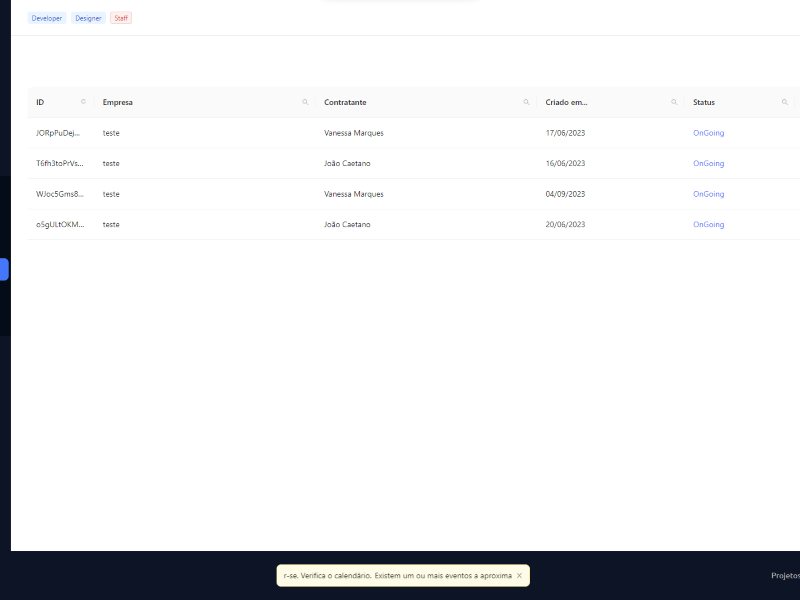 Developer Designer Staff
ID Empresa Contratante Criado em... Status
JORpPuDej... teste Vanessa Marques 17/06/2023 OnGoing
T6fh3toPrVs... teste João Caetano 16/06/2023 OnGoing
WJoc5Gms8... teste Vanessa Marques 04/09/2023 OnGoing
o5gULtOKM... teste João Caetano 20/06/2023 OnGoing
r-se. Verifica o calendário. Existem um ou mais eventos a aproxima
Projetos